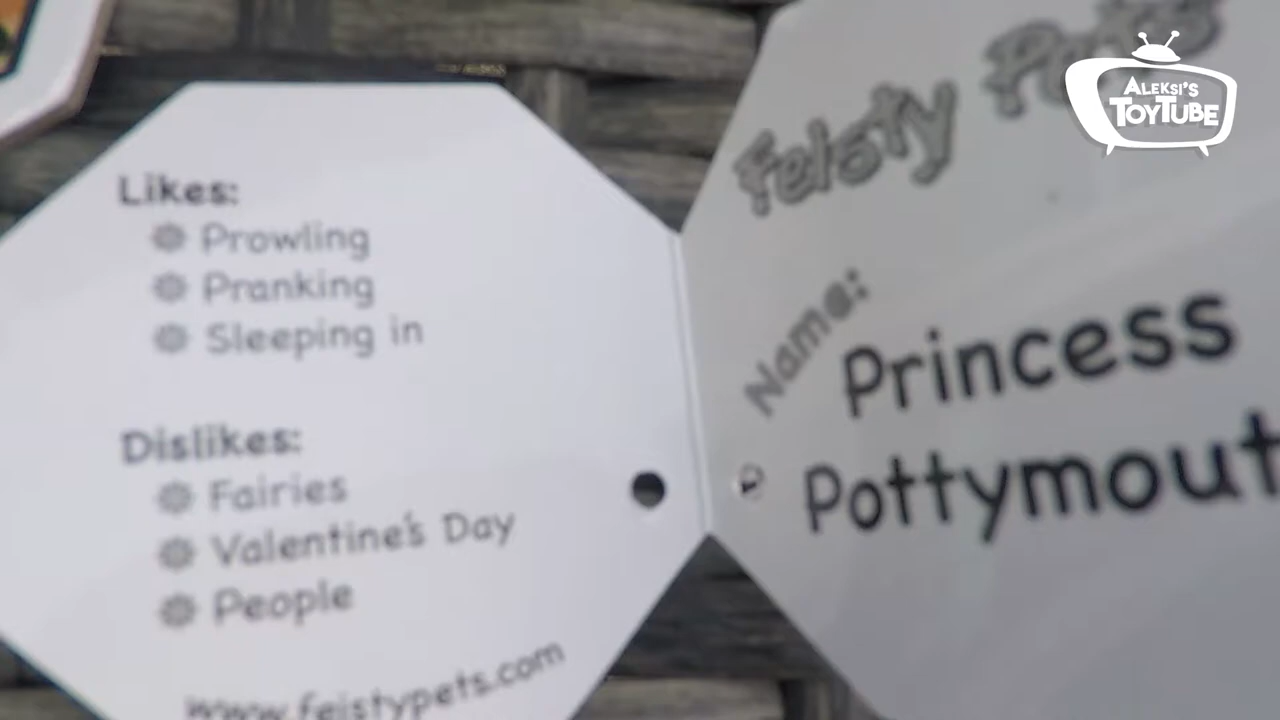 Likes:
Prowling
Pranking
Sleeping in
Dislikes:
Fairies
Valentine's Day
People
www.feistypets.com
Feisty Pets
Name:
Princess
Pottymout
ALEKSI'S
TOYTUBE